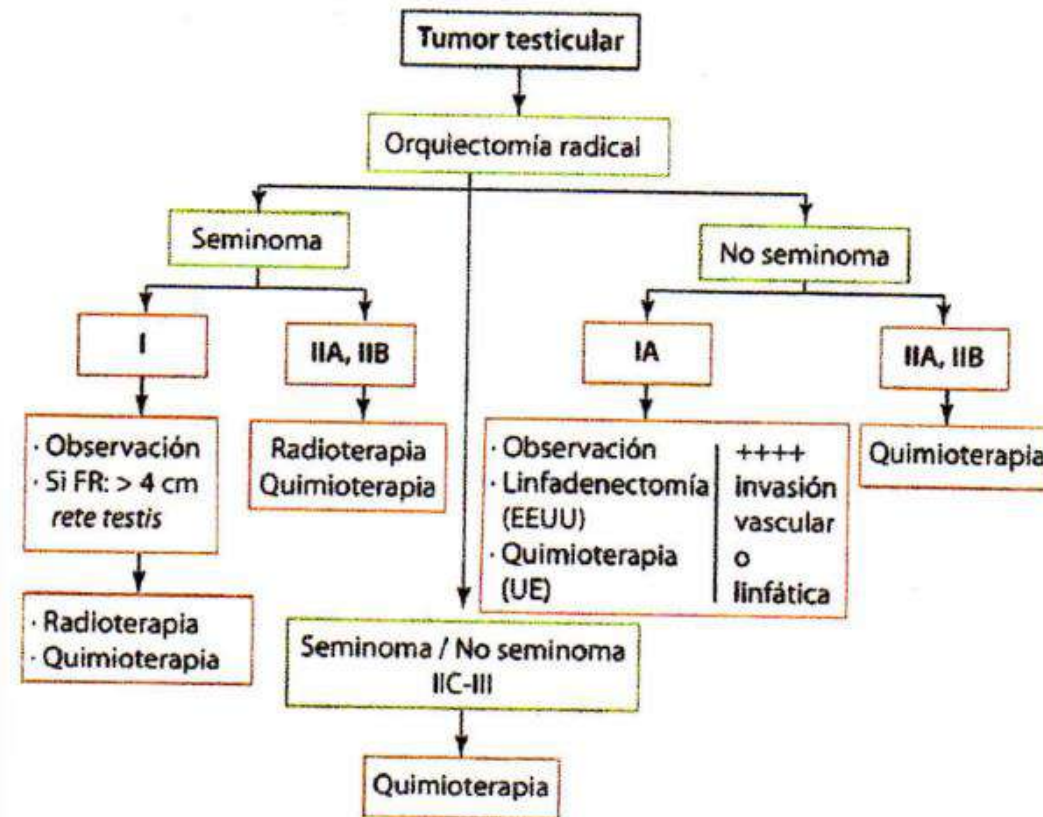 Tumor testicular
Orquiectomía radical
Seminoma
No seminoma
I
IIA, IIB
IA
IIA, IIB
· Observación
· Si FR: > 4 cm
rete testis
Radioterapia
Quimioterapia
· Observación
· Linfadenectomía
(EEUU)
· Quimioterapia
(UE)
++++
invasión
vascular
o
linfática
Quimioterapia
· Radioterapia
· Quimioterapia
Seminoma / No seminoma
IIC-III
Quimioterapia